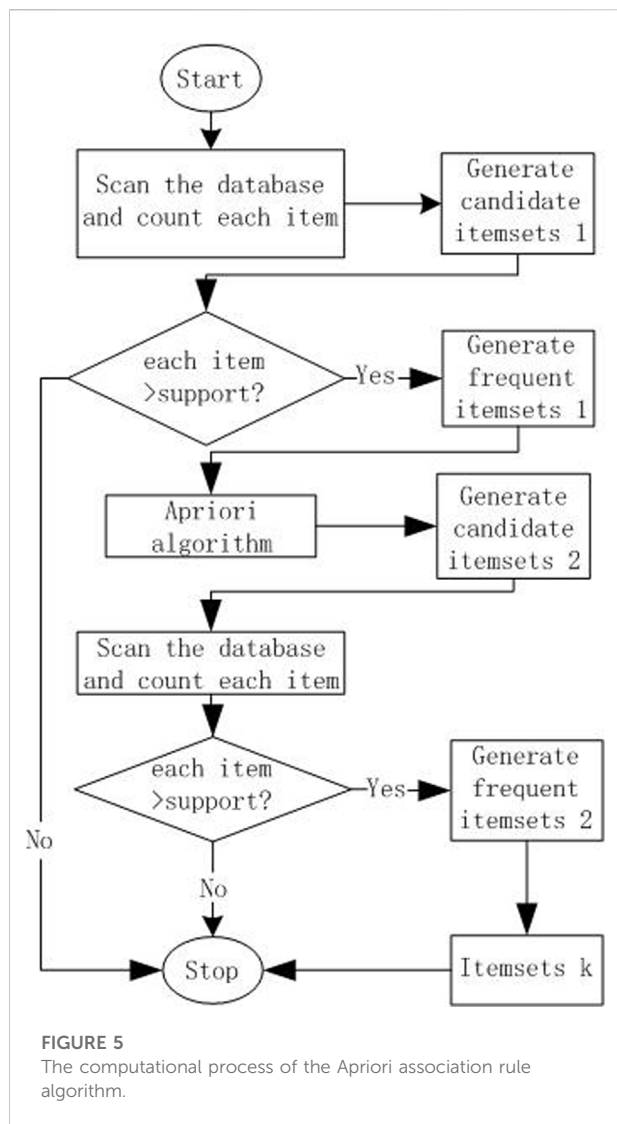 Start
Scan the database
and count each item
Generate
candidate
itemsets 1
each item
>support?
Yes
Generate
frequent
itemsets 1
Apriori
algorithm
Generate
candidate
itemsets 2
Scan the database
and count each item
each item
>support?
Yes
Generate
frequent
itemsets 2
No
No
Stop
Itemsets k
FIGURE 5
The computational process of the Apriori association rule
algorithm.